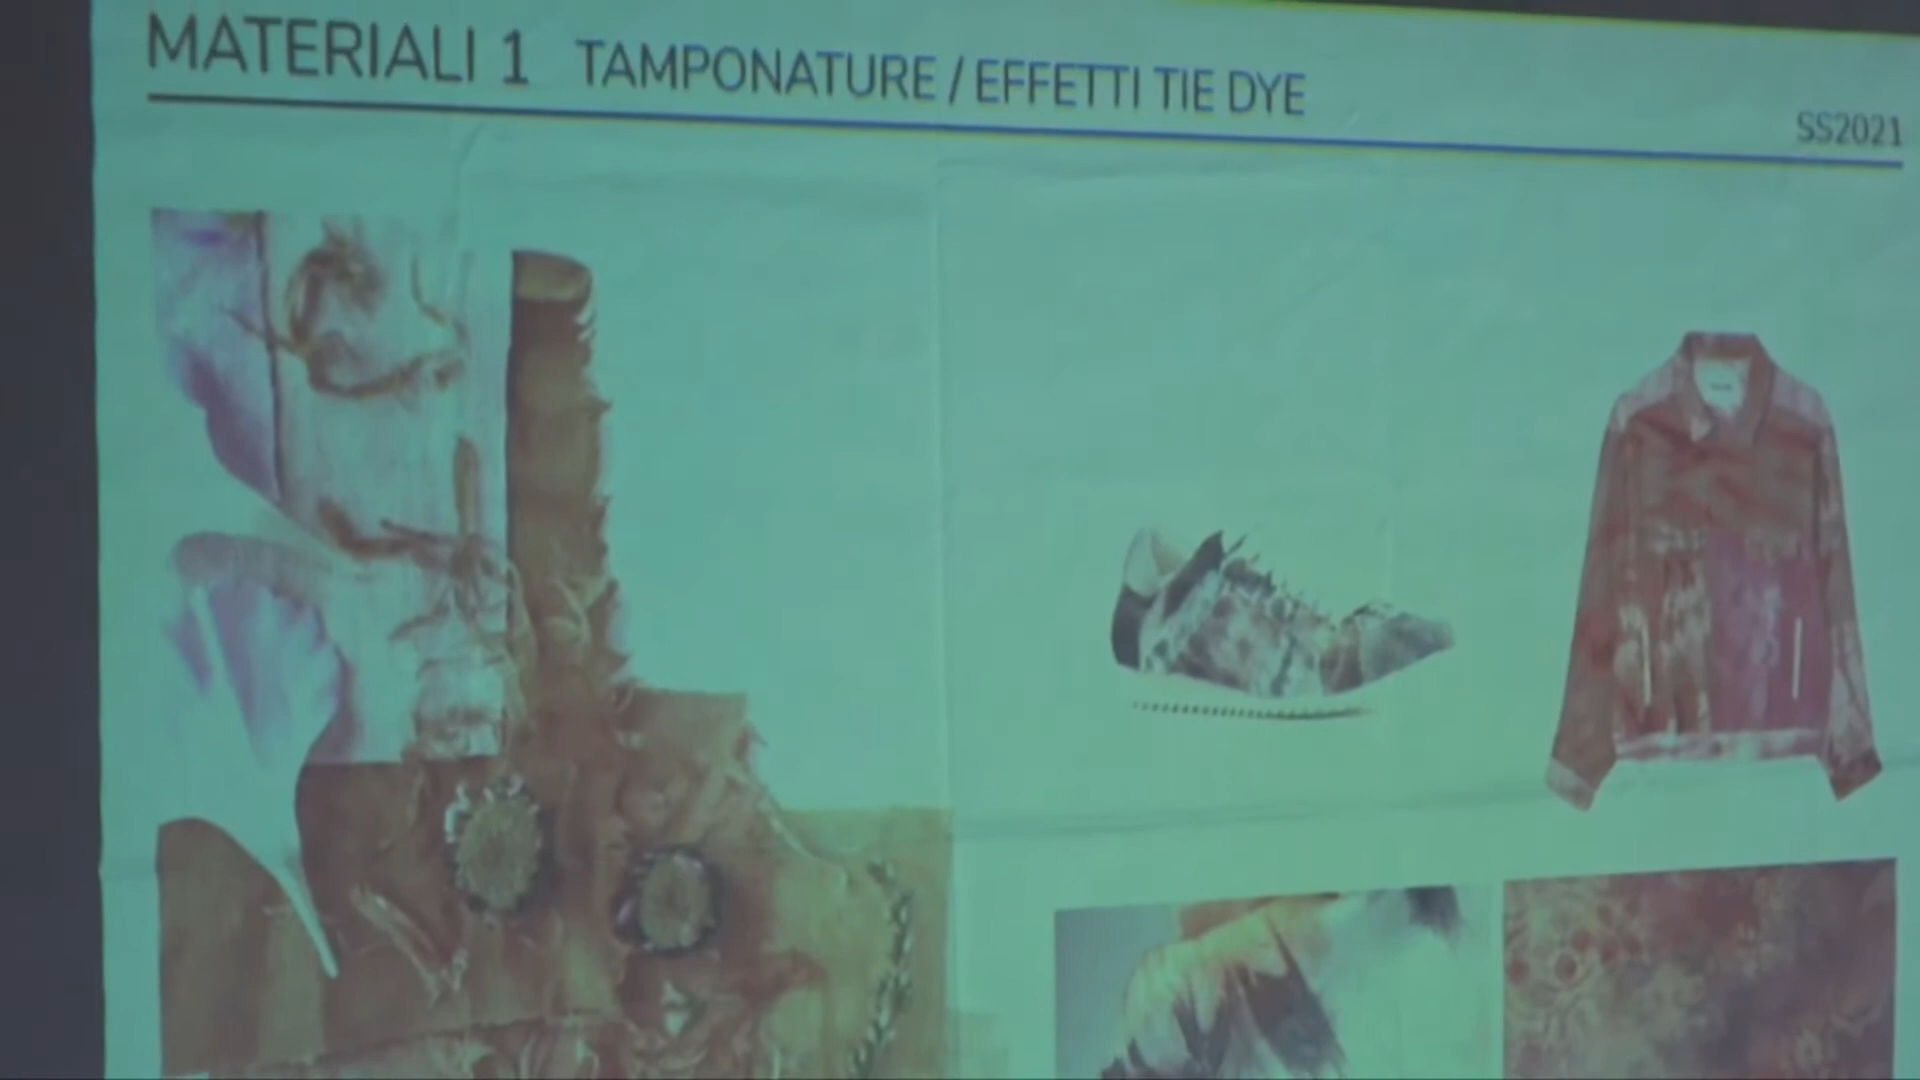 MATERIALI 1 TAMPONATURE / EFFETTI TIE DYE
SS2021